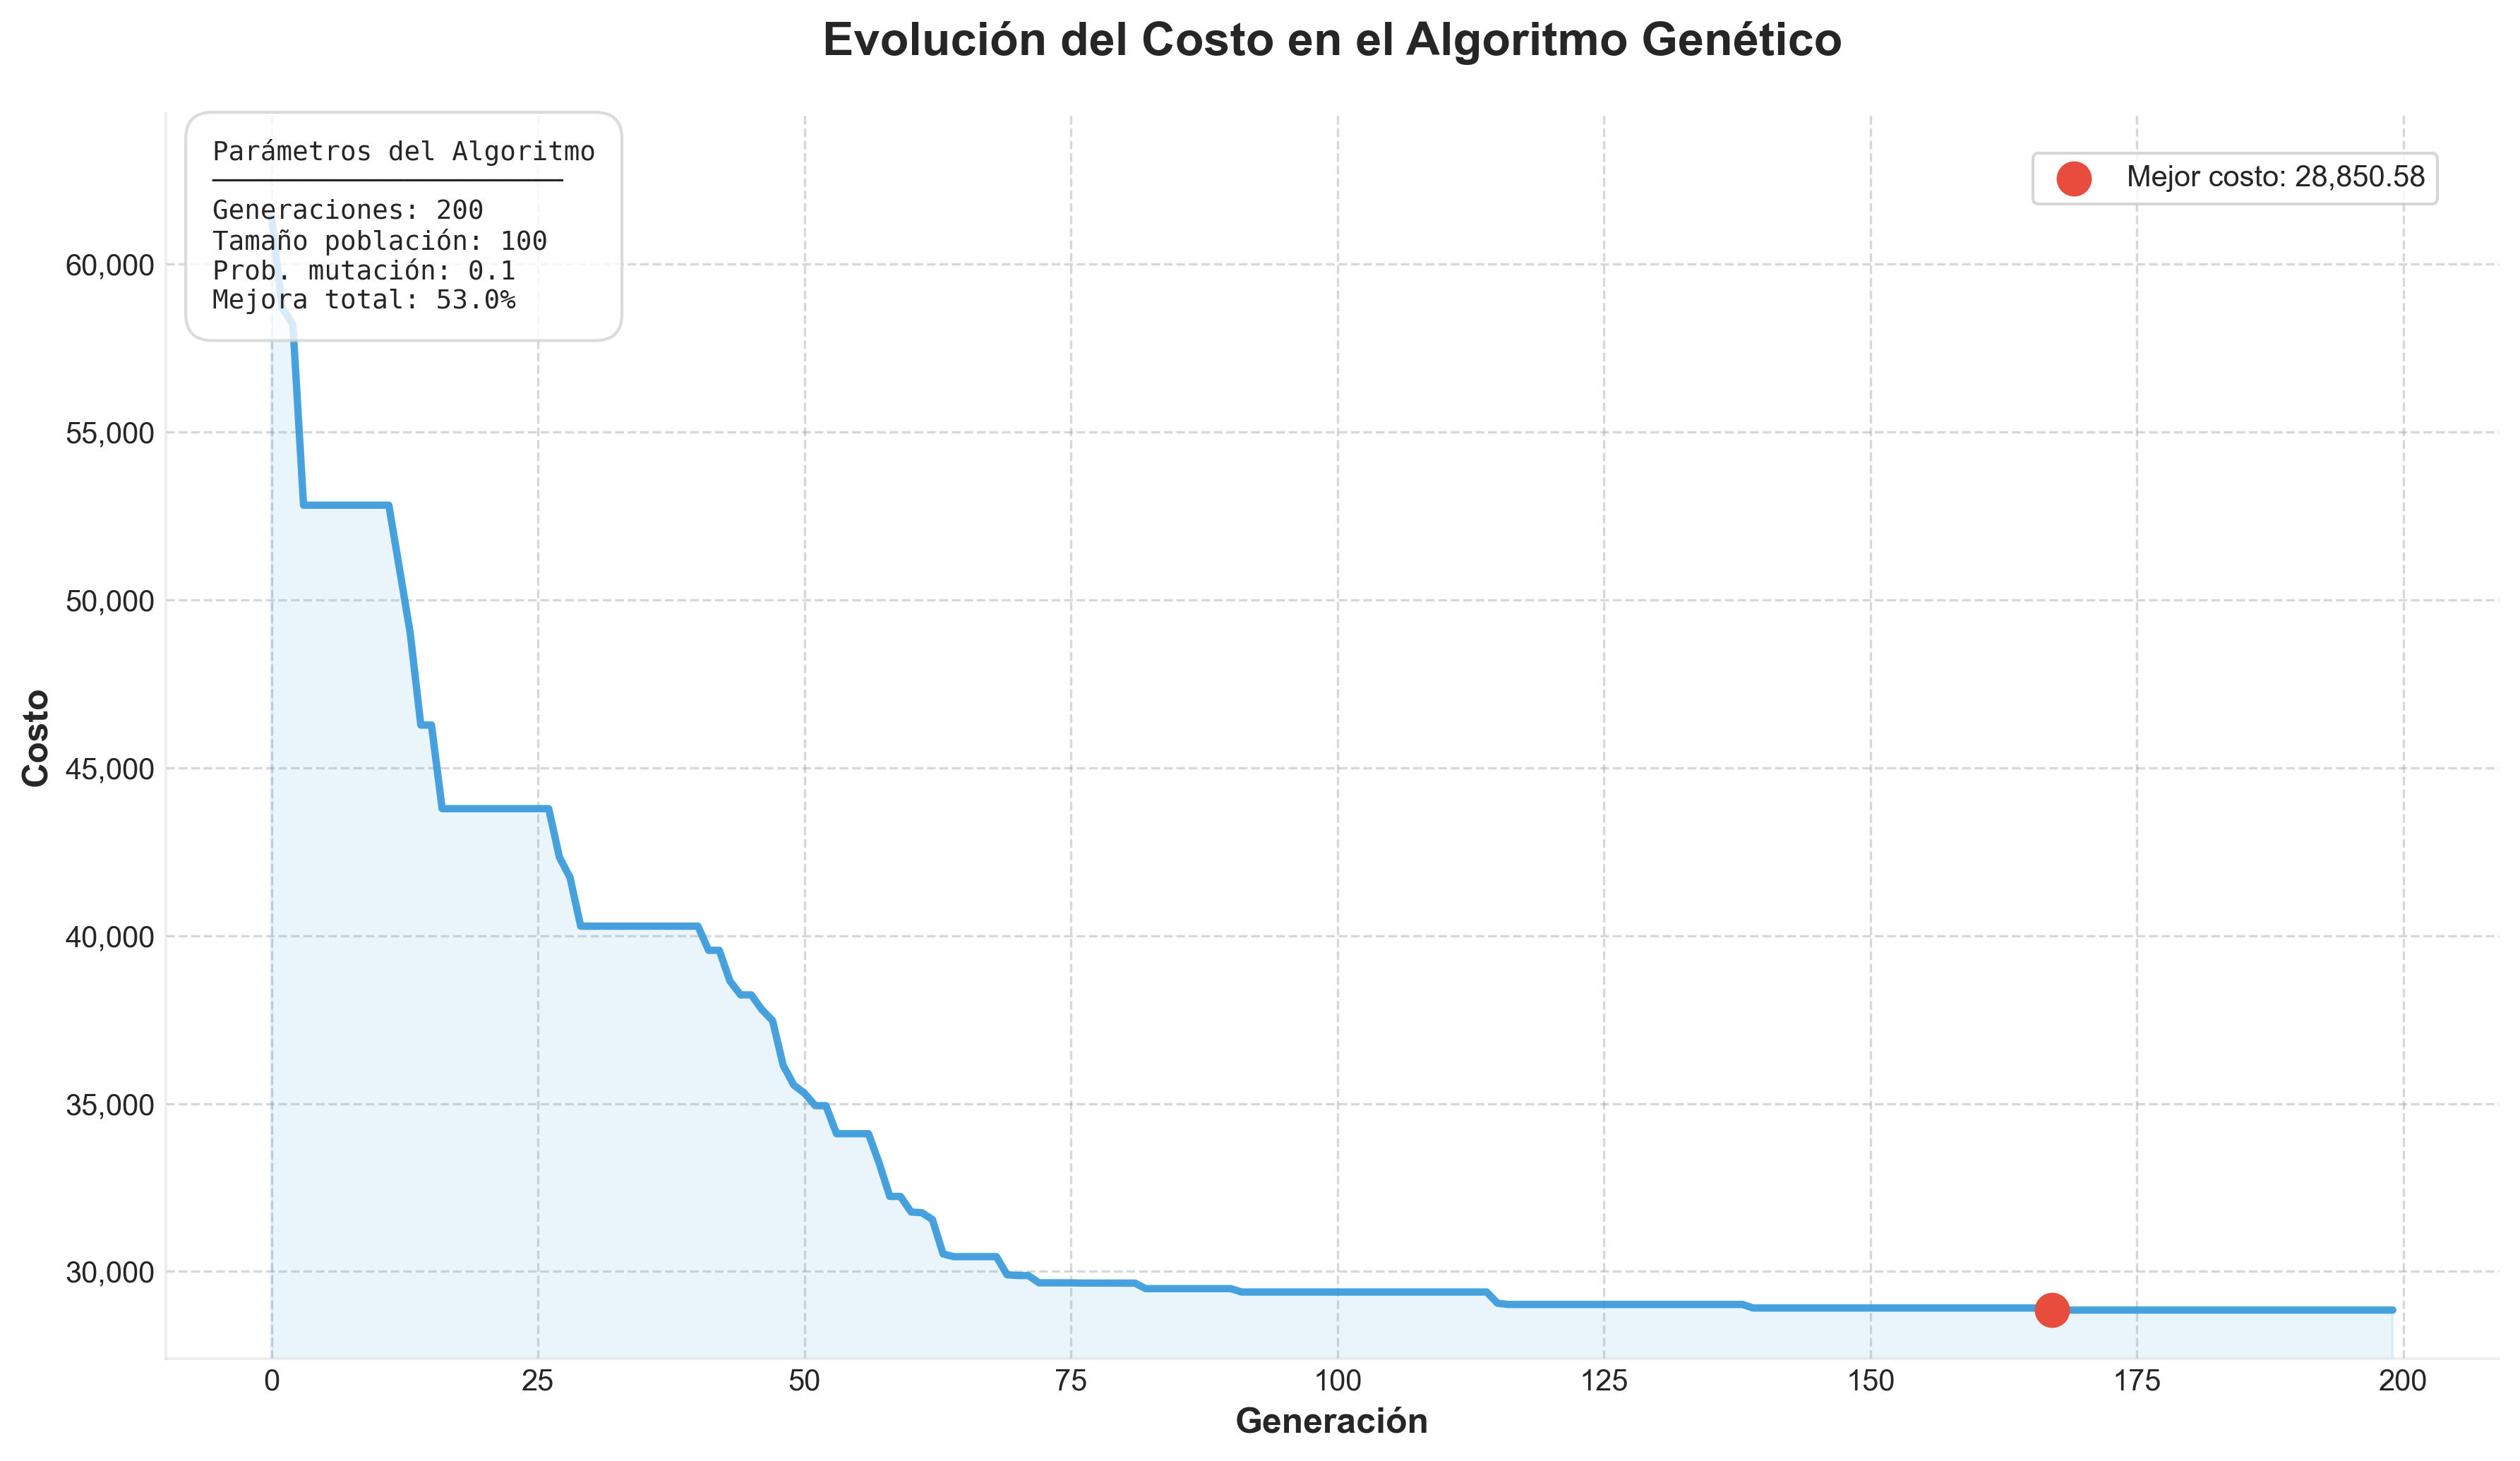 Evolución del Costo en el Algoritmo Genético
Parámetros del Algoritmo
Generaciones: 200
Tamaño población: 100
Prob. mutación: 0.1
Mejora total: 53.0%
Mejor costo: 28,850.58
60,000
55,000
50,000
45,000
40,000
35,000
30,000
Costo
0 25 50 75 100 125 150 175 200
Generación